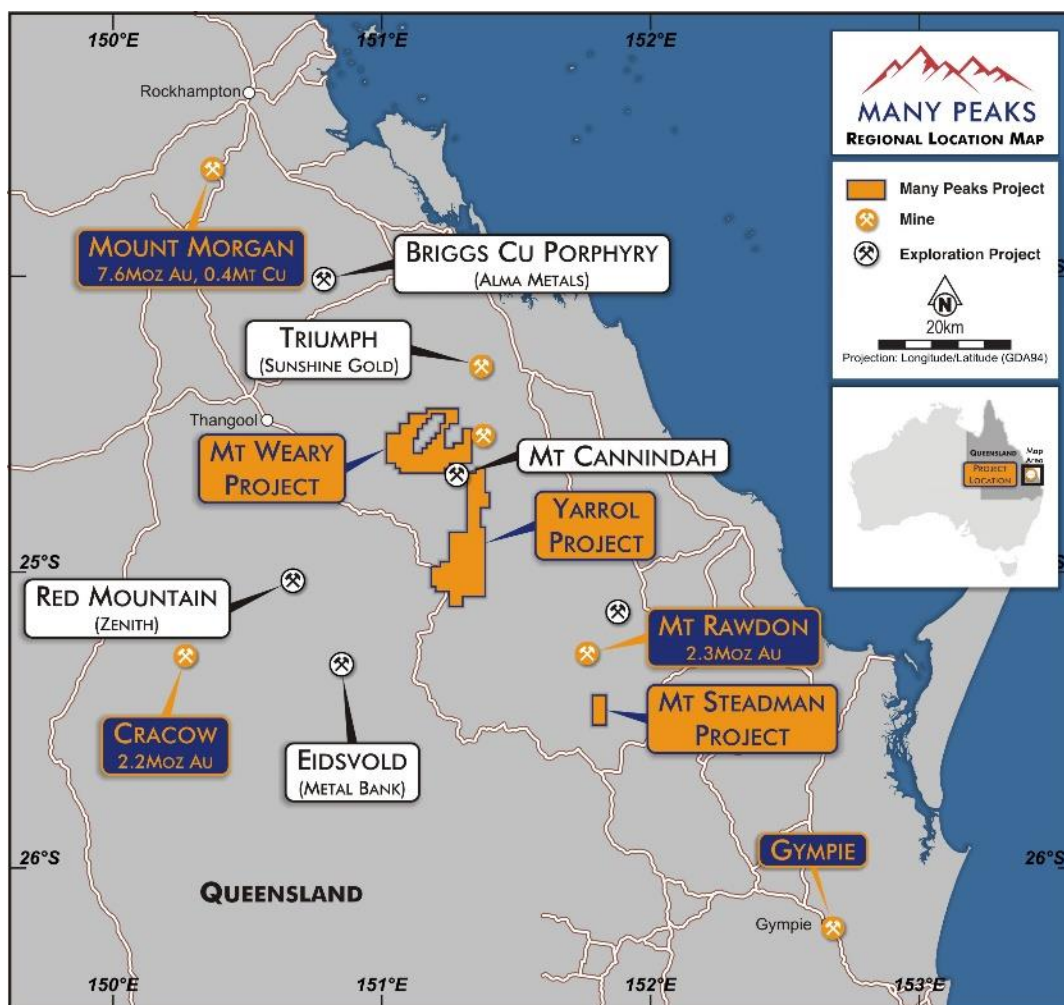 150°E
151°E
152°E
MANY PEAKS
REGIONAL LOCATION MAP
Many Peaks Project
Mine
Exploration Project
N
20km
Projection: Longitude/Latitude (GDA94)
QUEENSLAND
PROJECT
LOCATION
Map
Area
Rockhampton
MOUNT MORGAN
7.6MOZ AU, 0.4MT CU
BRIGGS CU PORPHYRY
(ALMA METALS)
TRIUMPH
(SUNSHINE GOLD)
Thangool
MT WEARY
PROJECT
MT CANNINDAH
YARROL
PROJECT
25°S
25°S
RED MOUNTAIN
(ZENITH)
MT RAWDON
2.3MOZ AU
CRACOW
2.2MOZ AU
EIDSVOLD
(METAL BANK)
MT STEADMAN
PROJECT
26°S
26°S
GYMPIE
Gympie
QUEENSLAND
150°E
151°E
152°E
153°E